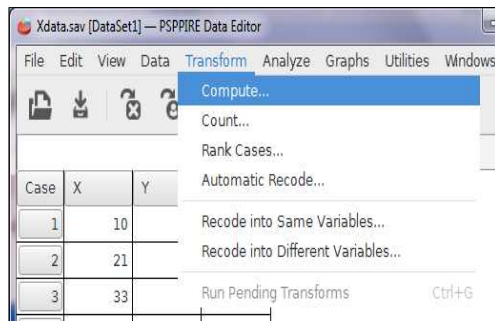 Xdata.sav [DataSet1] — PSPPIRE Data Editor
File Edit View Data Transform Analyze Graphs Utilities Windows
Compute...
Count...
Rank Cases...
Automatic Recode...
Recode into Same Variables...
Recode into Different Variables...
Run Pending Transforms Ctrl+G
Case X Y
1 10
2 21
3 33